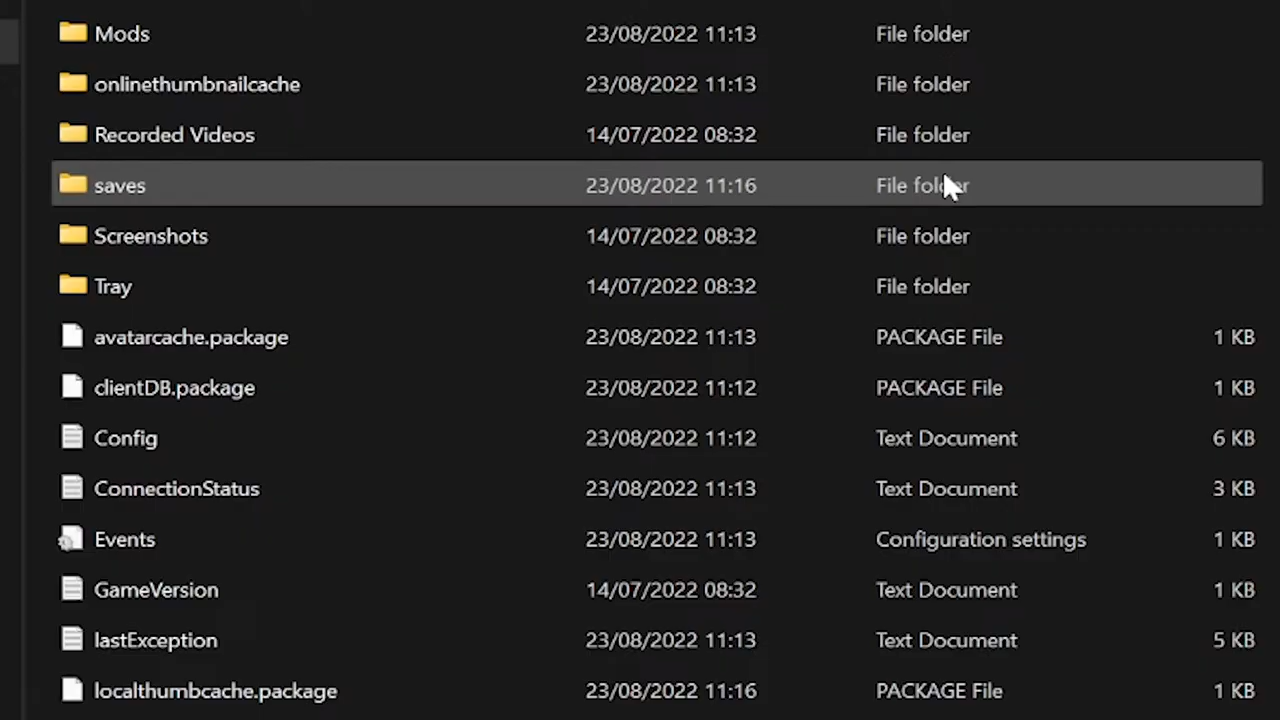 Mods 23/08/2022 11:13 File folder
onlinethumbnailcache 23/08/2022 11:13 File folder
Recorded Videos 14/07/2022 08:32 File folder
saves 23/08/2022 11:16 File folder
Screenshots 14/07/2022 08:32 File folder
Tray 14/07/2022 08:32 File folder
avatarcache.package 23/08/2022 11:13 PACKAGE File 1 KB
clientDB.package 23/08/2022 11:12 PACKAGE File 1 KB
Config 23/08/2022 11:12 Text Document 6 KB
ConnectionStatus 23/08/2022 11:13 Text Document 3 KB
Events 23/08/2022 11:13 Configuration settings 1 KB
GameVersion 14/07/2022 08:32 Text Document 1 KB
lastException 23/08/2022 11:13 Text Document 5 KB
localthumbcache.package 23/08/2022 11:16 PACKAGE File 1 KB